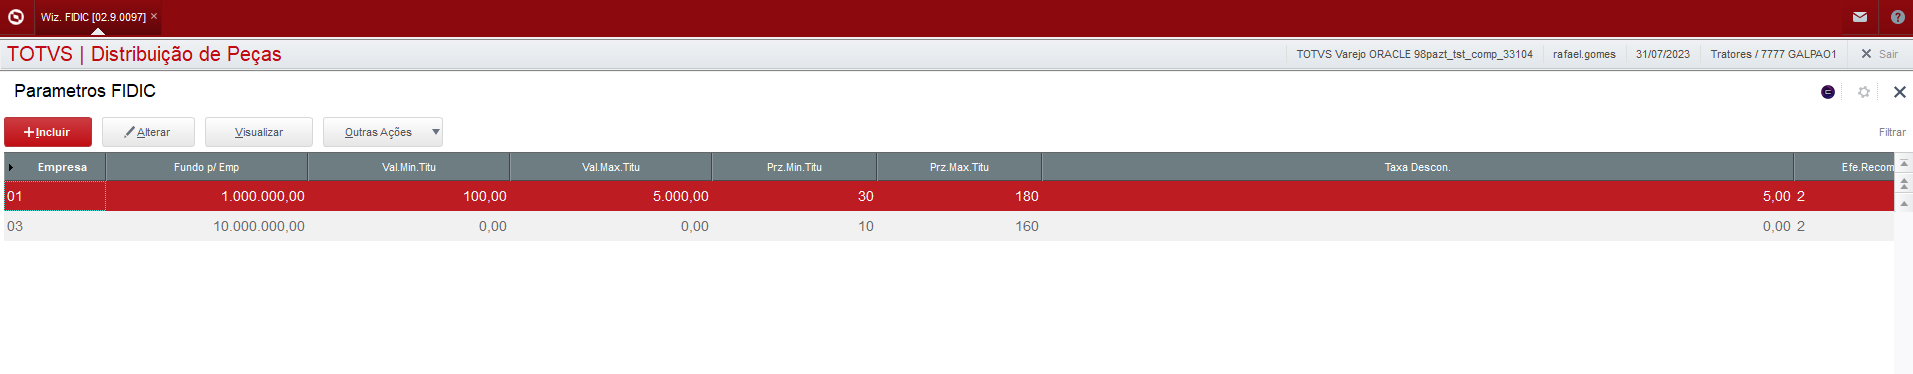 Wiz. FIDIC [02.9.0097] ×
TOTVS | Distribuição de Peças
TOTVS Varejo ORACLE 98pazt_tst_comp_33104
rafael.gomes
31/07/2023
Tratores / 7777 GALPAO1
Sair
Parametros FIDIC
+Incluir
Alterar
Visualizar
Outras Ações
Filtrar
Empresa Fundo p/ Emp Val.Min.Titu Val.Max.Titu Prz.Min.Titu Prz.Max.Titu Taxa Descon. Efe.Recom
01 1.000.000,00 100,00 5.000,00 30 180 5,00 2
03 10.000.000,00 0,00 0,00 10 160 0,00 2